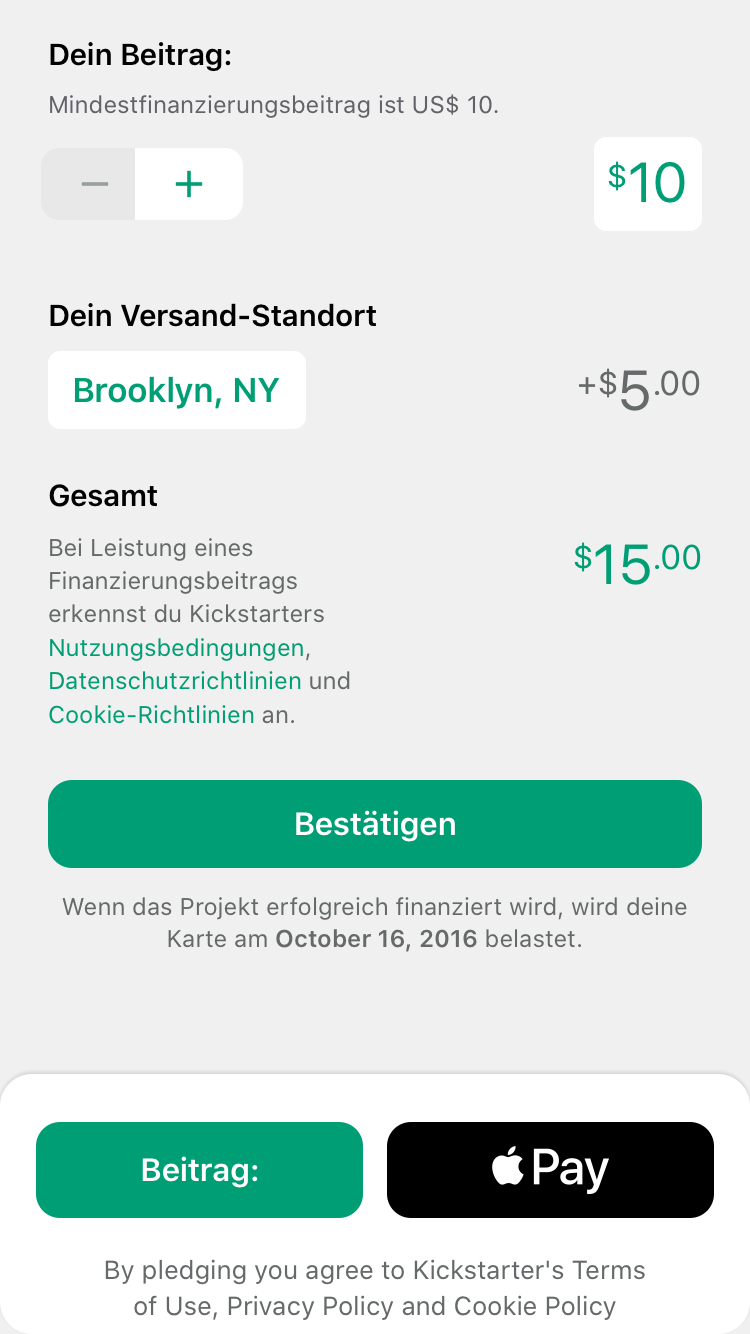 Dein Beitrag:
Mindestfinanzierungsbeitrag ist US$ 10.
− +
$10
Dein Versand-Standort
Brooklyn, NY
+$5.00
Gesamt
Bei Leistung eines
Finanzierungsbeitrags
erkennst du Kickstarters
Nutzungsbedingungen,
Datenschutzrichtlinien und
Cookie-Richtlinien an.
$15.00
Bestätigen
Wenn das Projekt erfolgreich finanziert wird, wird deine
Karte am October 16, 2016 belastet.
Beitrag:
Pay
By pledging you agree to Kickstarter's Terms
of Use, Privacy Policy and Cookie Policy